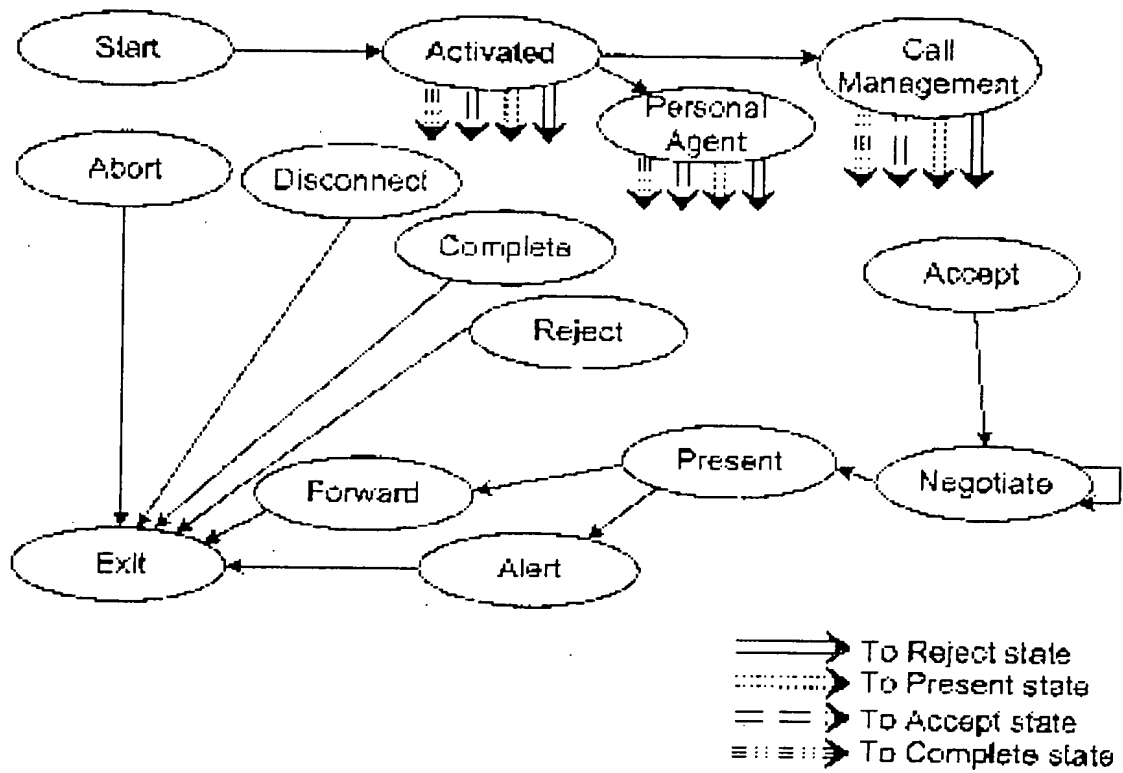 Start
Activated
Call
Management
Personal
Agent
Abort
Disconnect
Complete
Accept
Reject
Present
Negotiate
Forward
Exit
Alert
To Reject state
To Present state
To Accept state
To Complete state